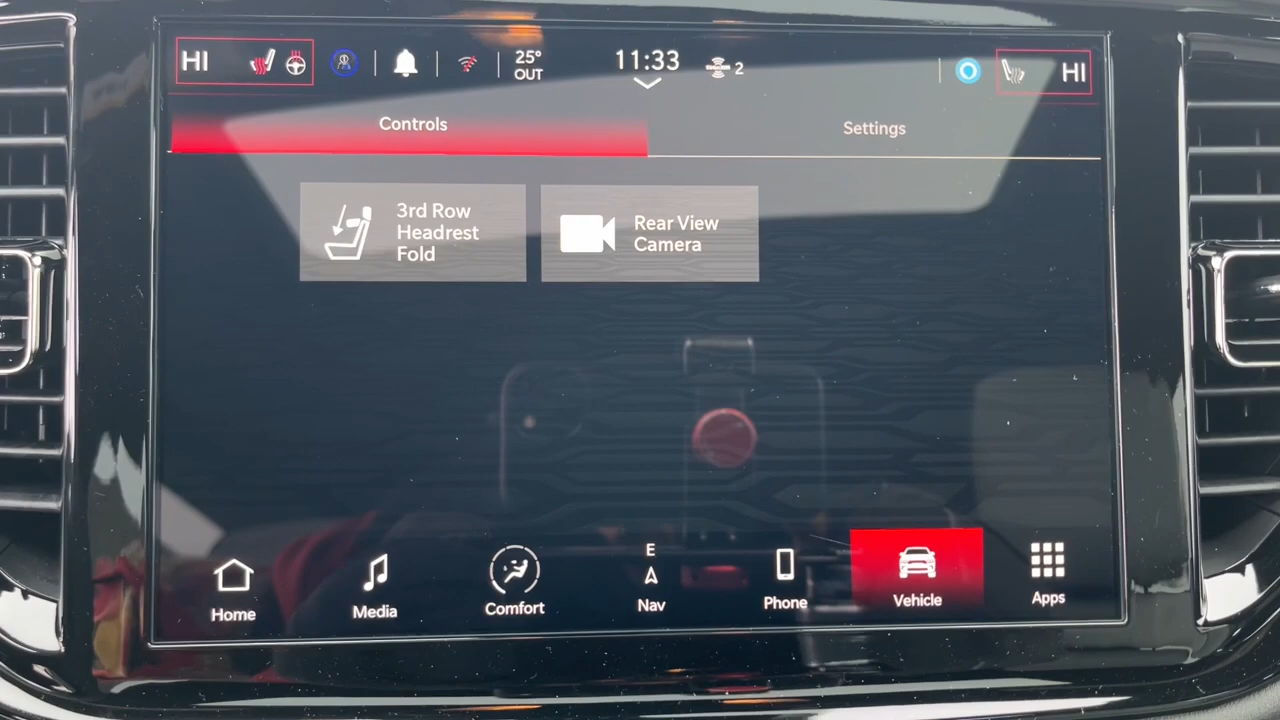 HI
25°
OUT
11:33
2
HI
Controls
Settings
3rd Row
Headrest
Fold
Rear View
Camera
E
Home
Media
Comfort
Nav
Phone
Vehicle
Apps